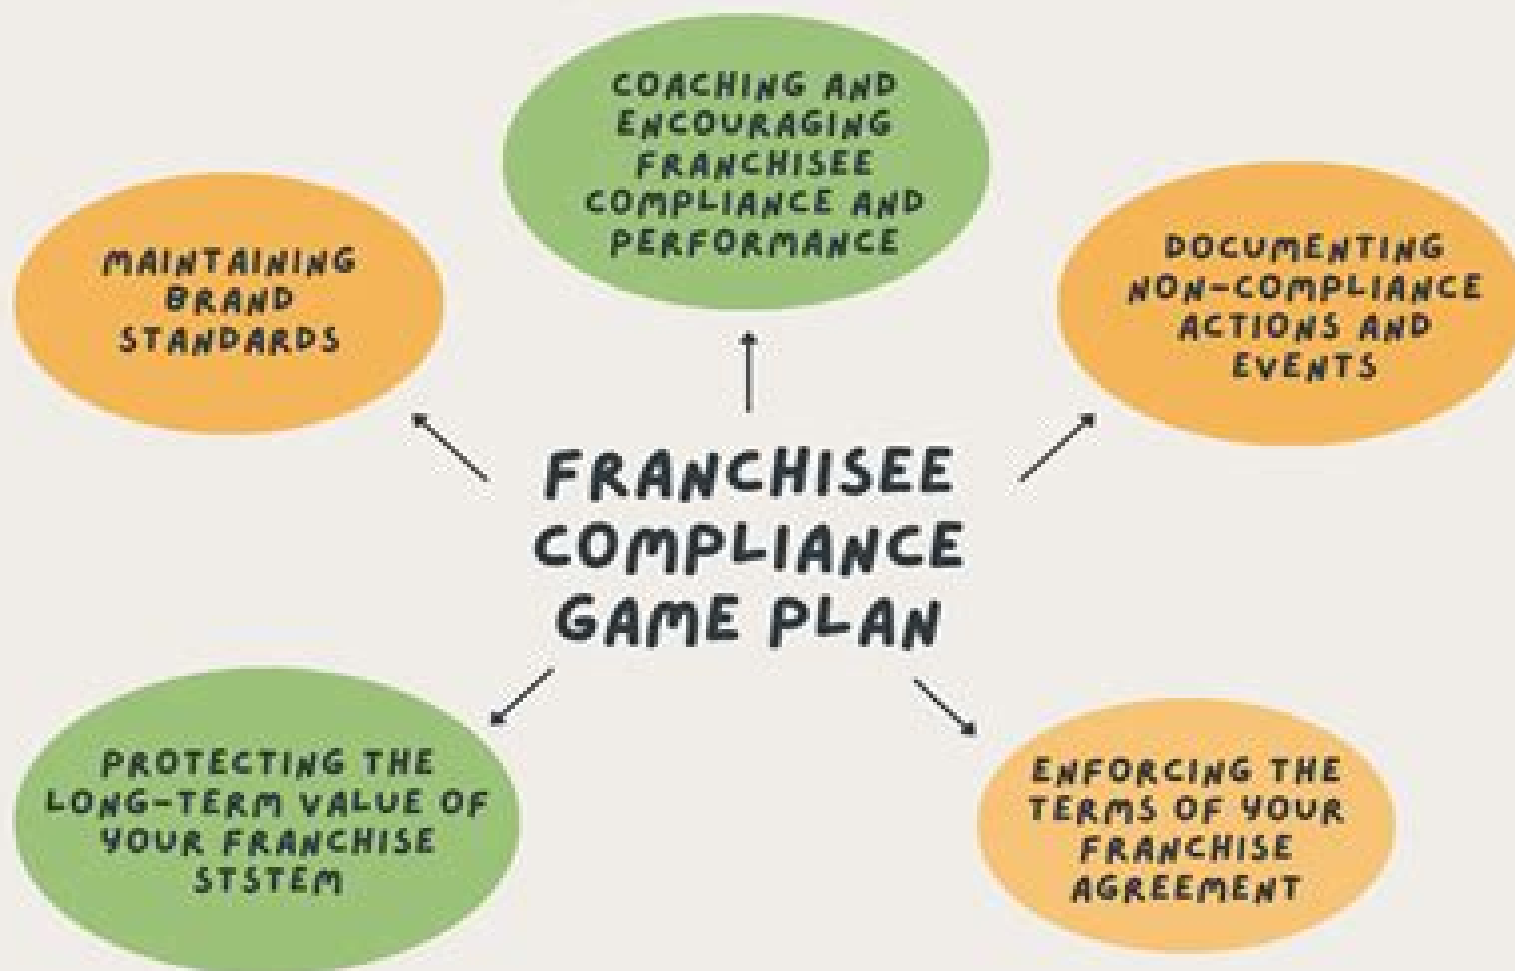 COACHING AND
ENCOURAGING
FRANCHISEE
COMPLIANCE AND
PERFORMANCE
MAINTAINING
BRAND
STANDARDS
DOCUMENTING
NON-COMPLIANCE
ACTIONS AND
EVENTS
FRANCHISEE
COMPLIANCE
GAME PLAN
PROTECTING THE
LONG-TERM VALUE OF
YOUR FRANCHISE
STSTEM
ENFORCING THE
TERMS OF YOUR
FRANCHISE
AGREEMENT